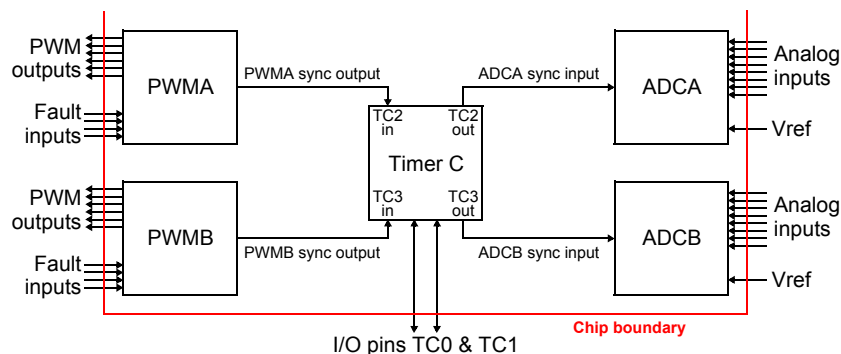 PWM
outputs
PWMA
Fault
inputs
PWMA sync output
TC2
in
TC2
out
Timer C
TC3
in
TC3
out
ADCA sync input
ADCA
Analog
inputs
Vref
PWM
outputs
PWMB
Fault
inputs
PWMB sync output
ADCB sync input
ADCB
Analog
inputs
Vref
Chip boundary
I/O pins TC0 & TC1